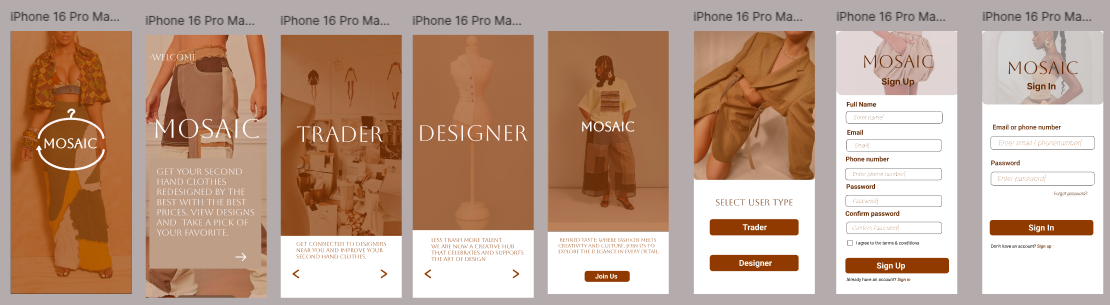 iPhone 16 Pro Ma...
iPhone 16 Pro Ma...
iPhone 16 Pro Ma...
iPhone 16 Pro Ma...
iPhone 16 Pro Ma...
iPhone 16 Pro Ma...
iPhone 16 Pro Ma...
MOSAIC
WELCOME
MOSAIC
GET YOUR SECOND
HAND CLOTHES
REDESIGNED BY THE
BEST WITH THE BEST
PRICES. VIEW DESIGNS
AND TAKE A PICK OF
YOUR FAVORITE.
TRADER
GET CONNECTED TO DESIGNERS
NEAR YOU AND IMPROVE YOUR
SECOND HAND CLOTHES.
DESIGNER
LESS TRASH MORE TALENT
WE ARE NOW A CREATIVE HUB
THAT CELEBRATES AND SUPPORTS
THE ART OF DESIGN
MOSAIC
REFINED TASTE: WHERE FASHION MEETS
CREATIVITY AND CULTURE. JOIN US TO
EXPLORE THE ELEGANCE IN EVERY DETAIL
Join Us
SELECT USER TYPE
Trader
Designer
MOSAIC
Sign Up
Full Name
Enter name
Email
Email
Phone number
Enter phone number
Password
Password
Confirm password
Confirm Password
I agree to the terms & conditions
Sign Up
Already have an account? Sign in
MOSAIC
Sign In
Email or phone number
Enter email / phonenumber
Password
Enter password
Forgot password?
Sign In
Don't have an account? Sign up